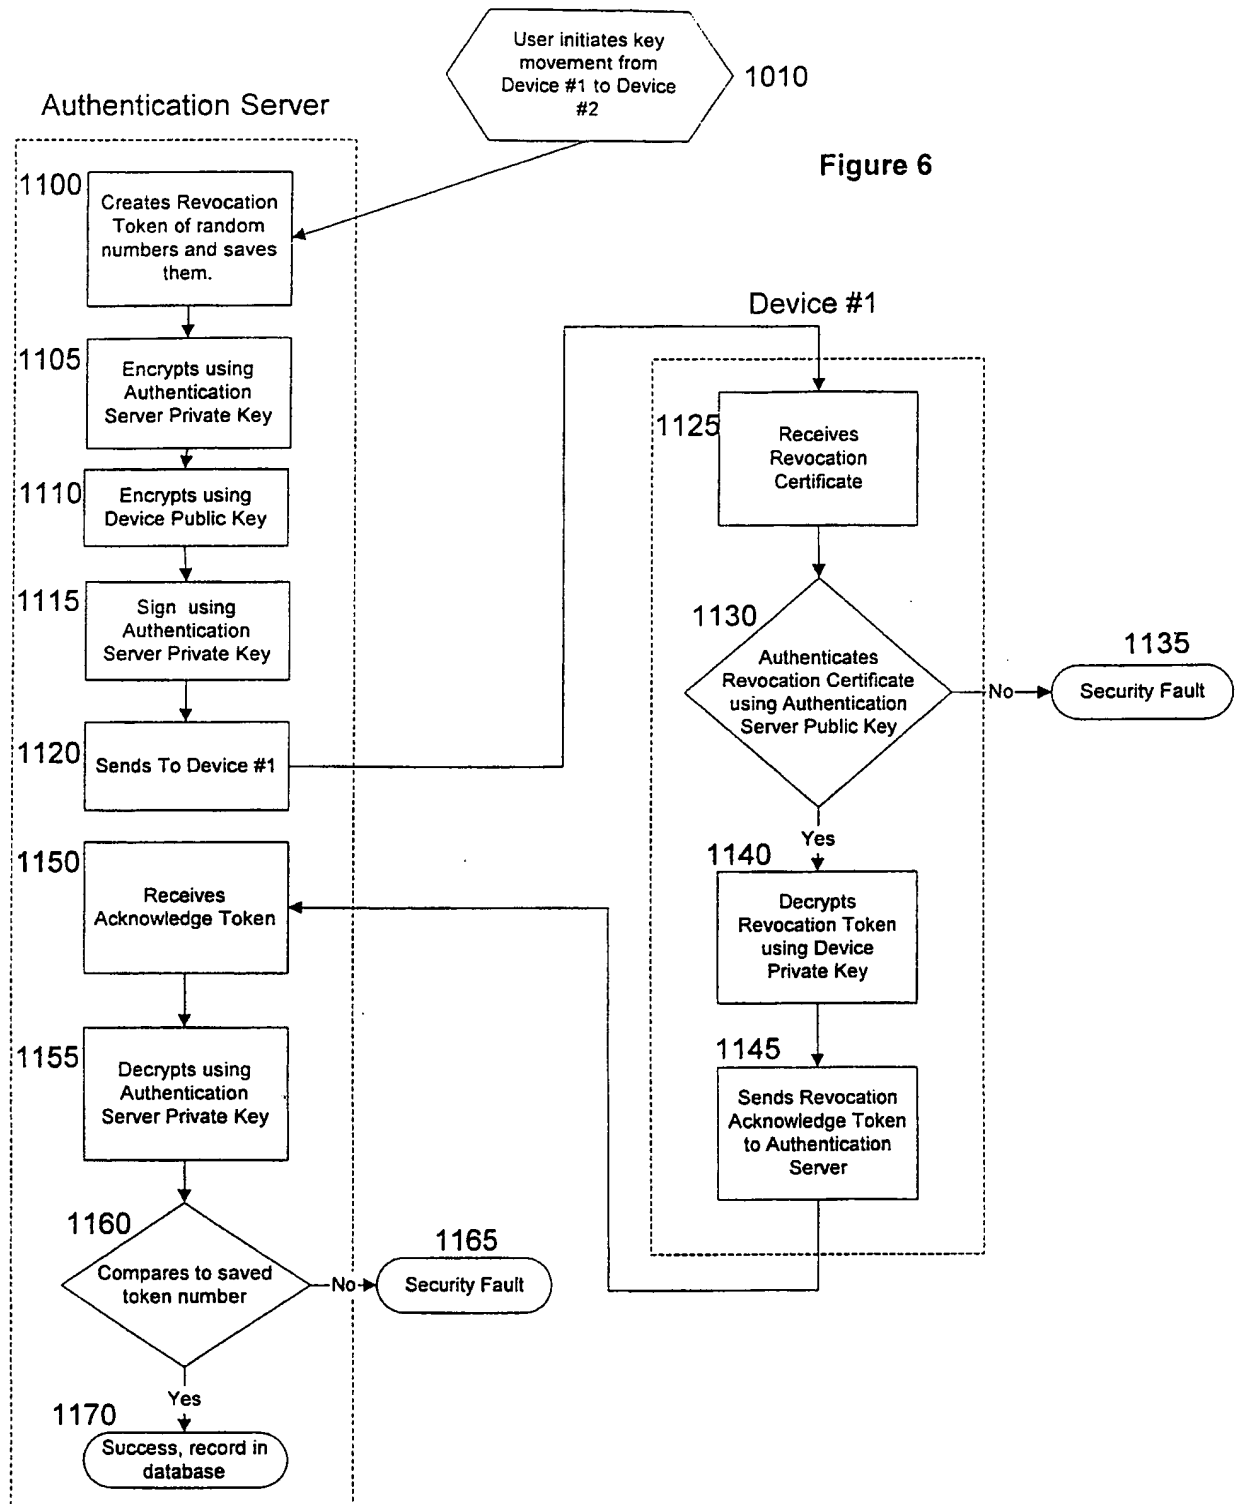 User initiates key
movement from
Device #1 to Device
#2
1010
Authentication Server
Figure 6
1100
Creates Revocation
Token of random
numbers and saves
them.
1105
Encrypts using
Authentication
Server Private Key
1110
Encrypts using
Device Public Key
1115
Sign using
Authentication
Server Private Key
1120
Sends To Device #1
Device #1
1125
Receives
Revocation
Certificate
1130
Authenticates
Revocation Certificate
using Authentication
Server Public Key
No
1135
Security Fault
Yes
1140
Decrypts
Revocation Token
using Device
Private Key
1145
Sends Revocation
Acknowledge Token
to Authentication
Server
1150
Receives
Acknowledge Token
1155
Decrypts using
Authentication
Server Private Key
1160
Compares to saved
token number
No
1165
Security Fault
Yes
1170
Success, record in
database